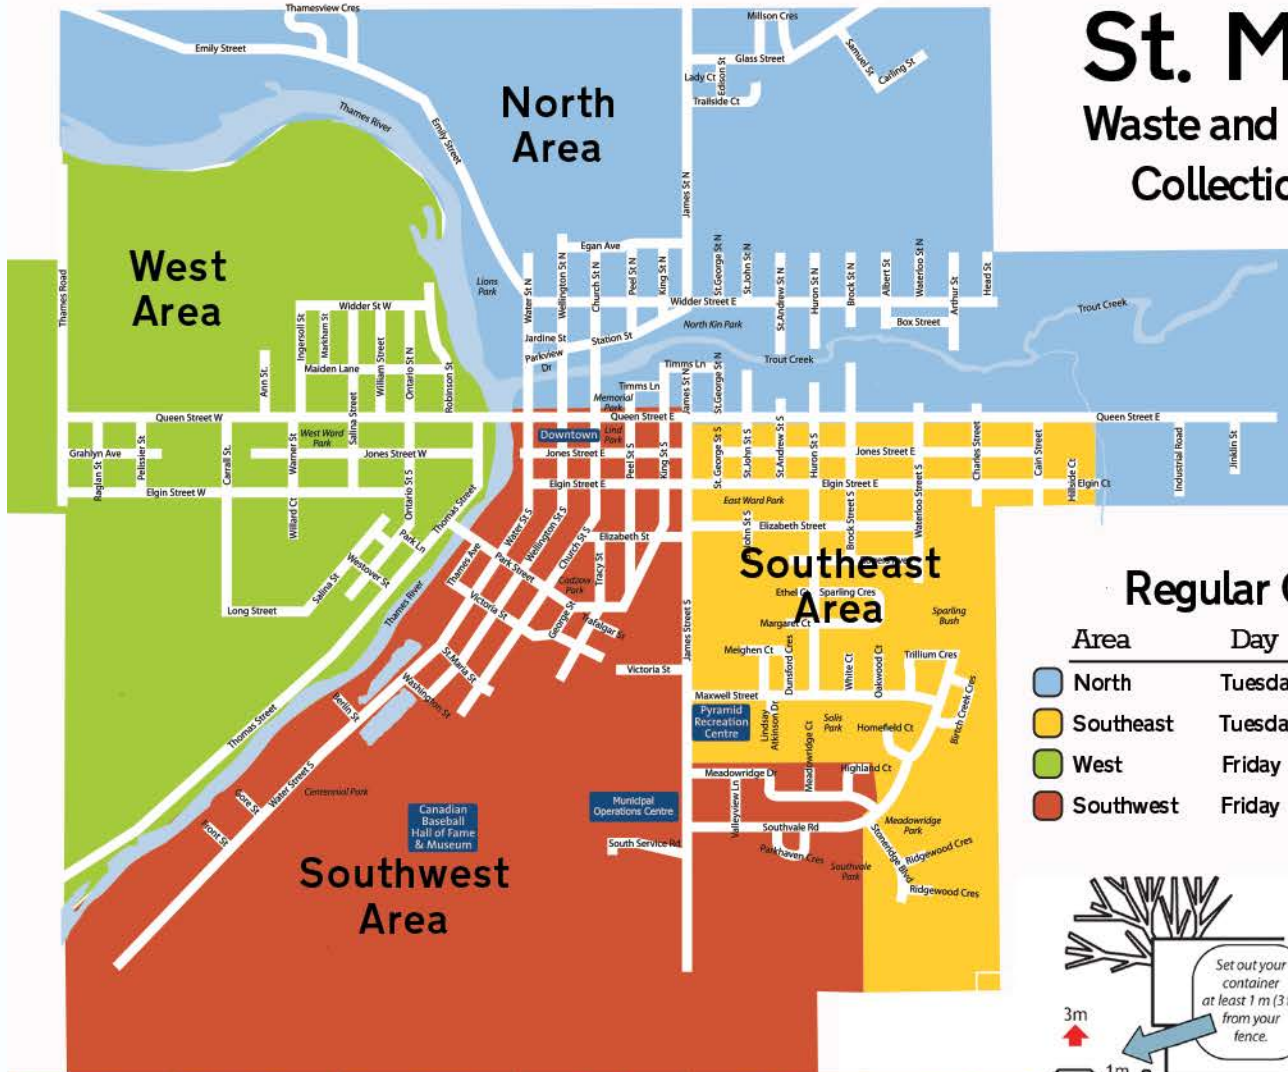 St. M
Waste and
Collectio
Thamesview Cres
Emily Street
Thames River
Emily Street
North
Area
Millson Cres
Glass Street
Samuel St
Carling St
Lady Ct
Edison St
Trailside Ct
James St N
West
Area
Thames Road
Lions
Park
Egan Ave
Water St N
Wellington St N
Church St N
Peel St N
King St N
St.George St N
St.John St N
St.Andrew St N
Huron St N
Brock St N
Albert St
Waterloo St N
Arthur St
Head St
Widder Street E
North Kin Park
Box Street
Trout Creek
Trout Creek
Jardine St
Station St
Parkview
Dr
Timms Ln
Timms Ln
Memorial
Park
James St N
St.George St N
Widder St W
Ingersoll St
Markham St
William Street
Ontario St N
Robinson St
Maiden Lane
Ann St.
Salina Street
Queen Street W
Queen Street E
Queen Street E
West Ward
Park
Downtown
Lind
Park
Grahlyn Ave
Raglan St
Pelissier St
Carrall St.
Warner St
Jones Street W
Jones Street E
Jones Street E
Peel St S
King St S
St. George St S
St.John St S
St.Andrew St S
Huron St S
Charles Street
Cain Street
Hillside Ct
Industrial Road
Jinklin St
Elgin Street W
Elgin Street E
Elgin Street E
Elgin Ct
Willard Ct
Ontario St S
Thomas Street
East Ward Park
Brock Street S
Waterloo Street S
Water St S
Wellington St S
Church St S
Elizabeth St
Elizabeth Street
John St S
Park Ln
Westover St
Salina St
Long Street
Thames River
Thames Ave
Park Street
Cadzow
Park
Tracy St
Victoria St
George St
Trafalgar St
James Street S
Southeast
Area
Ethel Ct
Sparling Cres
Margaret Ct
Sparling
Bush
Meighen Ct
Dunsford Cres
White Ct
Oakwood Ct
Trillium Cres
Victoria St
St.Maria St
Washington St
Berlin St
Maxwell Street
Pyramid
Recreation
Centre
Lindsay
Atkinson Dr
Solis
Park
Meadowridge Ct
Homefield Ct
Birtch Creek Cres
Thomas Street
Water Street S
Gore St
Front St
Centennial Park
Canadian
Baseball
Hall of Fame
& Museum
Municipal
Operations Centre
Meadowridge Dr
Highland Ct
Valleyview Ln
Southvale Rd
Meadowridge
Park
South Service Rd
Parkhaven Cres
Southvale
Park
Stoneridge Blvd
Ridgewood Cres
Ridgewood Cres
Southwest
Area
Regular
Area Day
North Tuesda
Southeast Tuesda
West Friday
Southwest Friday
Set out your
container
at least 1 m (3
from your
fence.
3m
1m